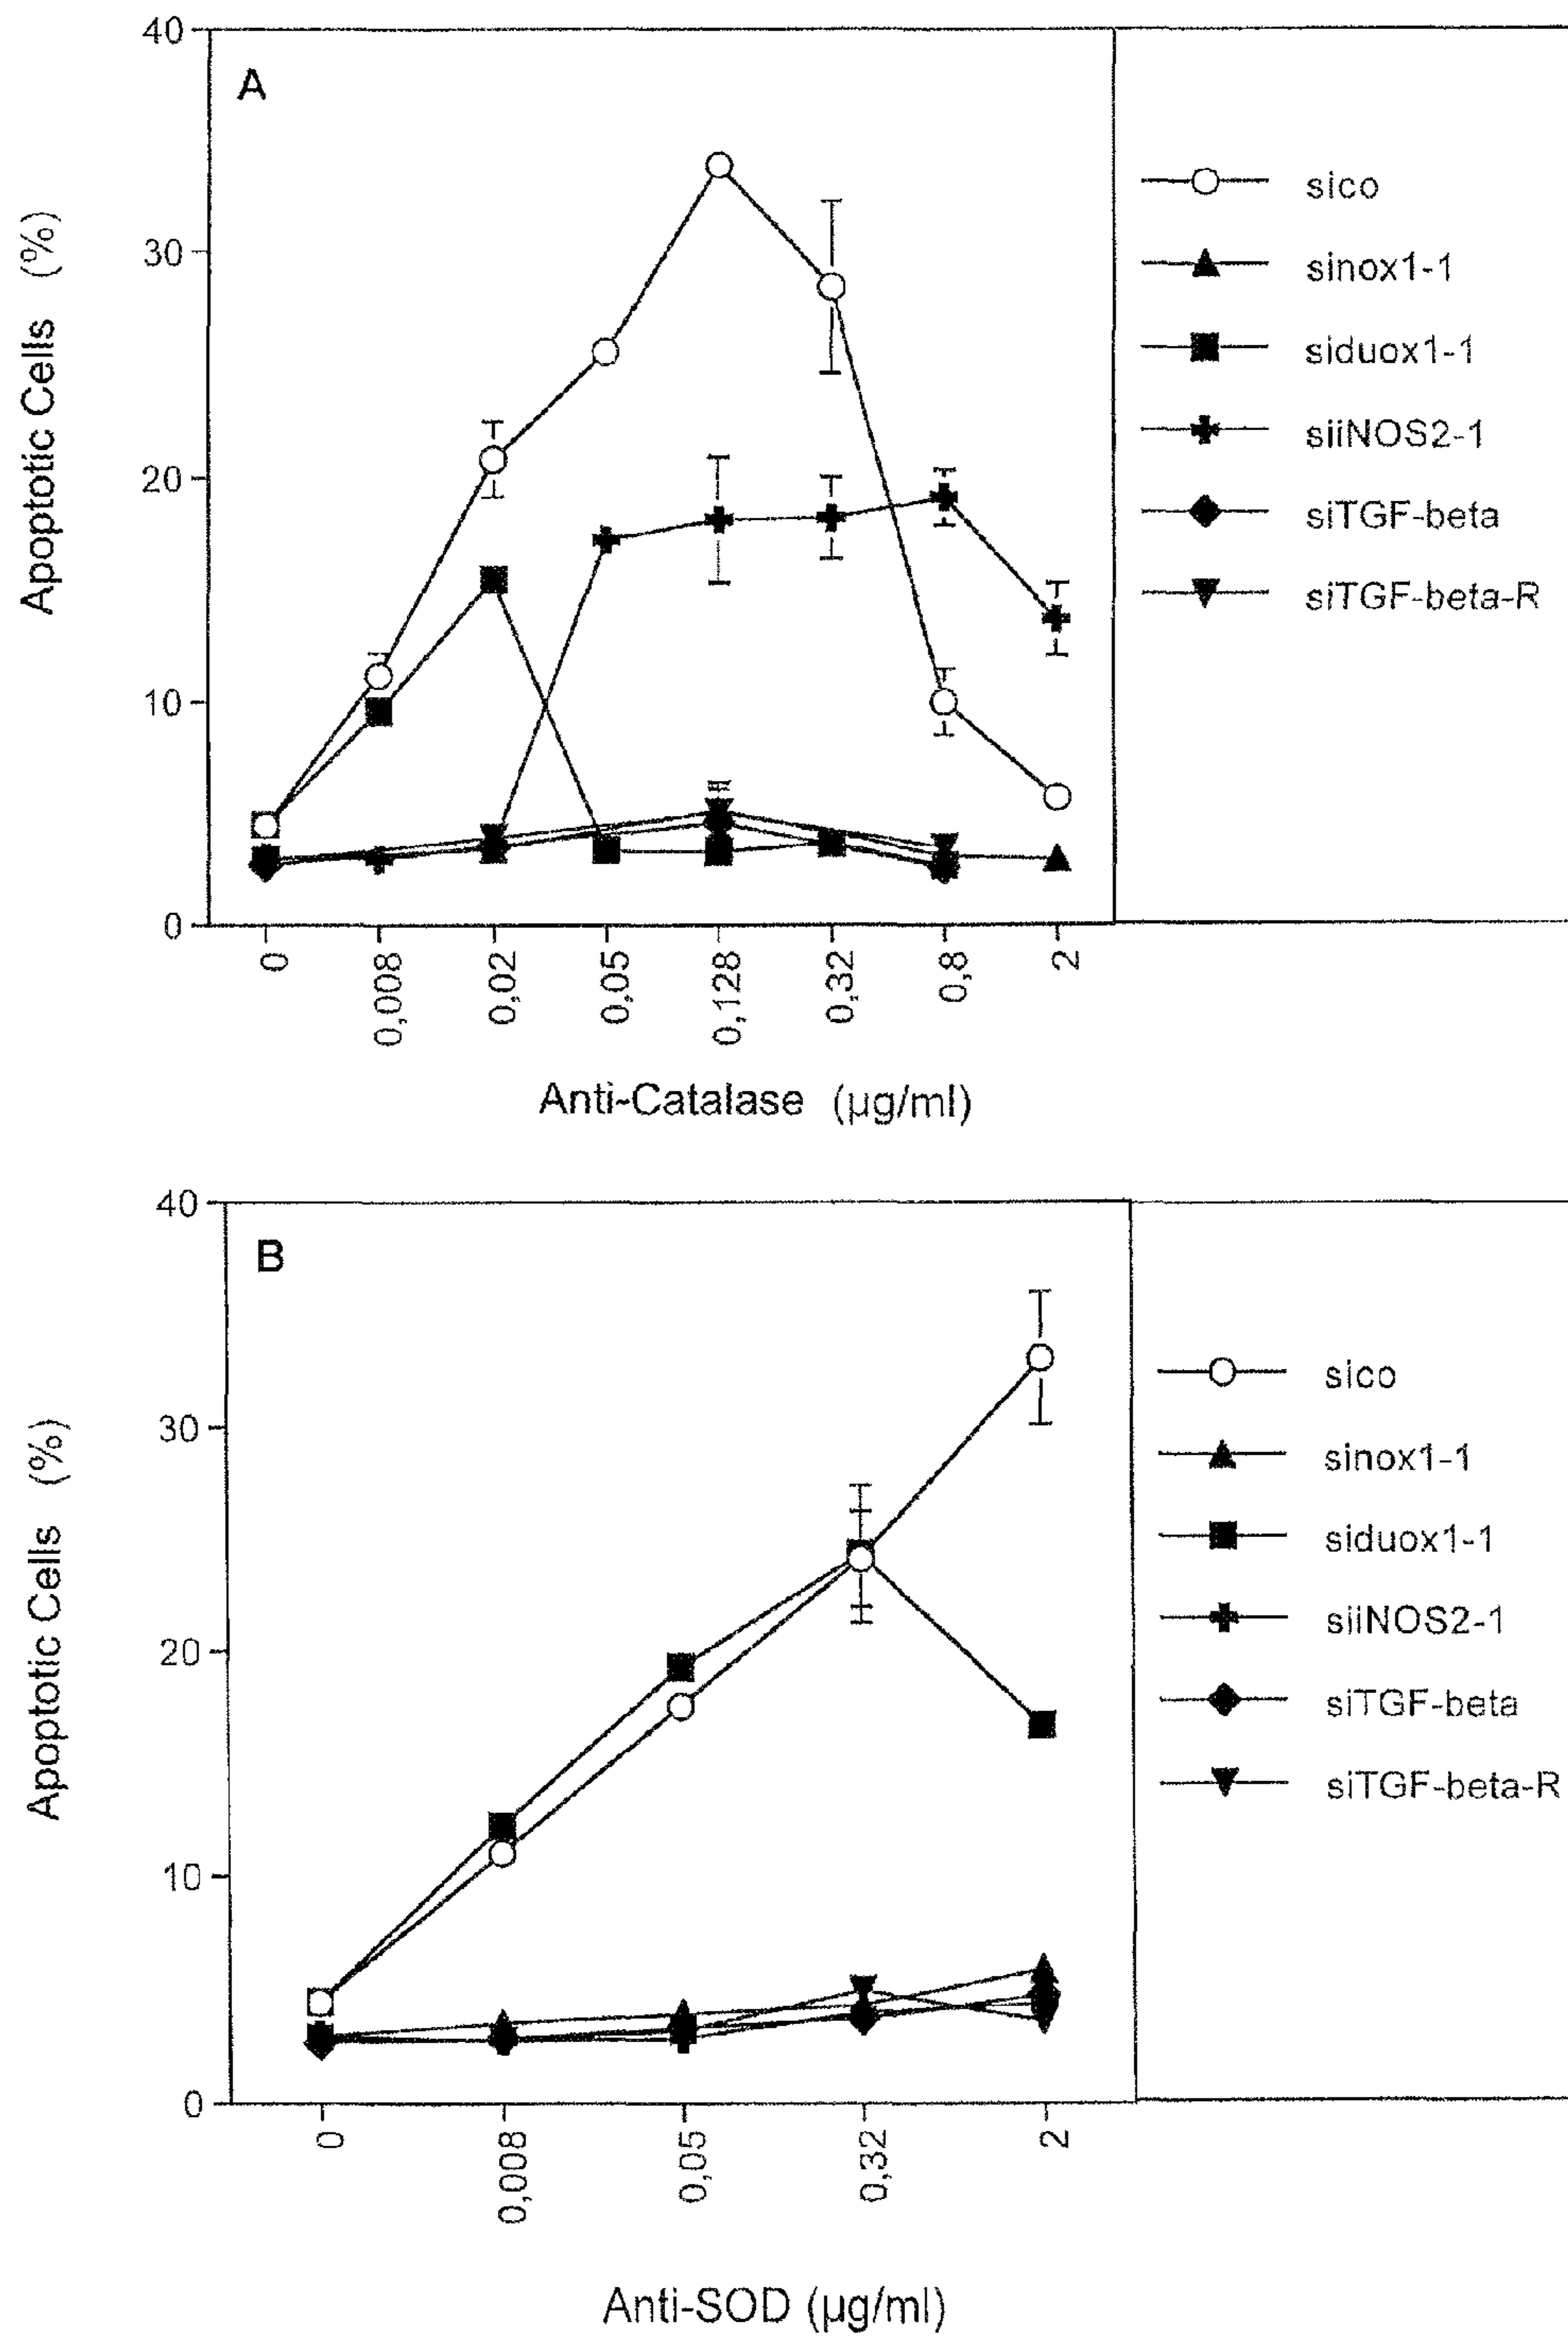 A
40
30
20
10
0
Apoptotic Cells (%)
0
0,008
0,02
0,05
0,128
0,32
0,8
2
Anti-Catalase (µg/ml)
sico
sinox1-1
siduox1-1
siiNOS2-1
siTGF-beta
siTGF-beta-R
B
40
30
20
10
0
Apoptotic Cells (%)
0
0,008
0,05
0,32
2
Anti-SOD (µg/ml)
sico
sinox1-1
siduox1-1
siiNOS2-1
siTGF-beta
siTGF-beta-R